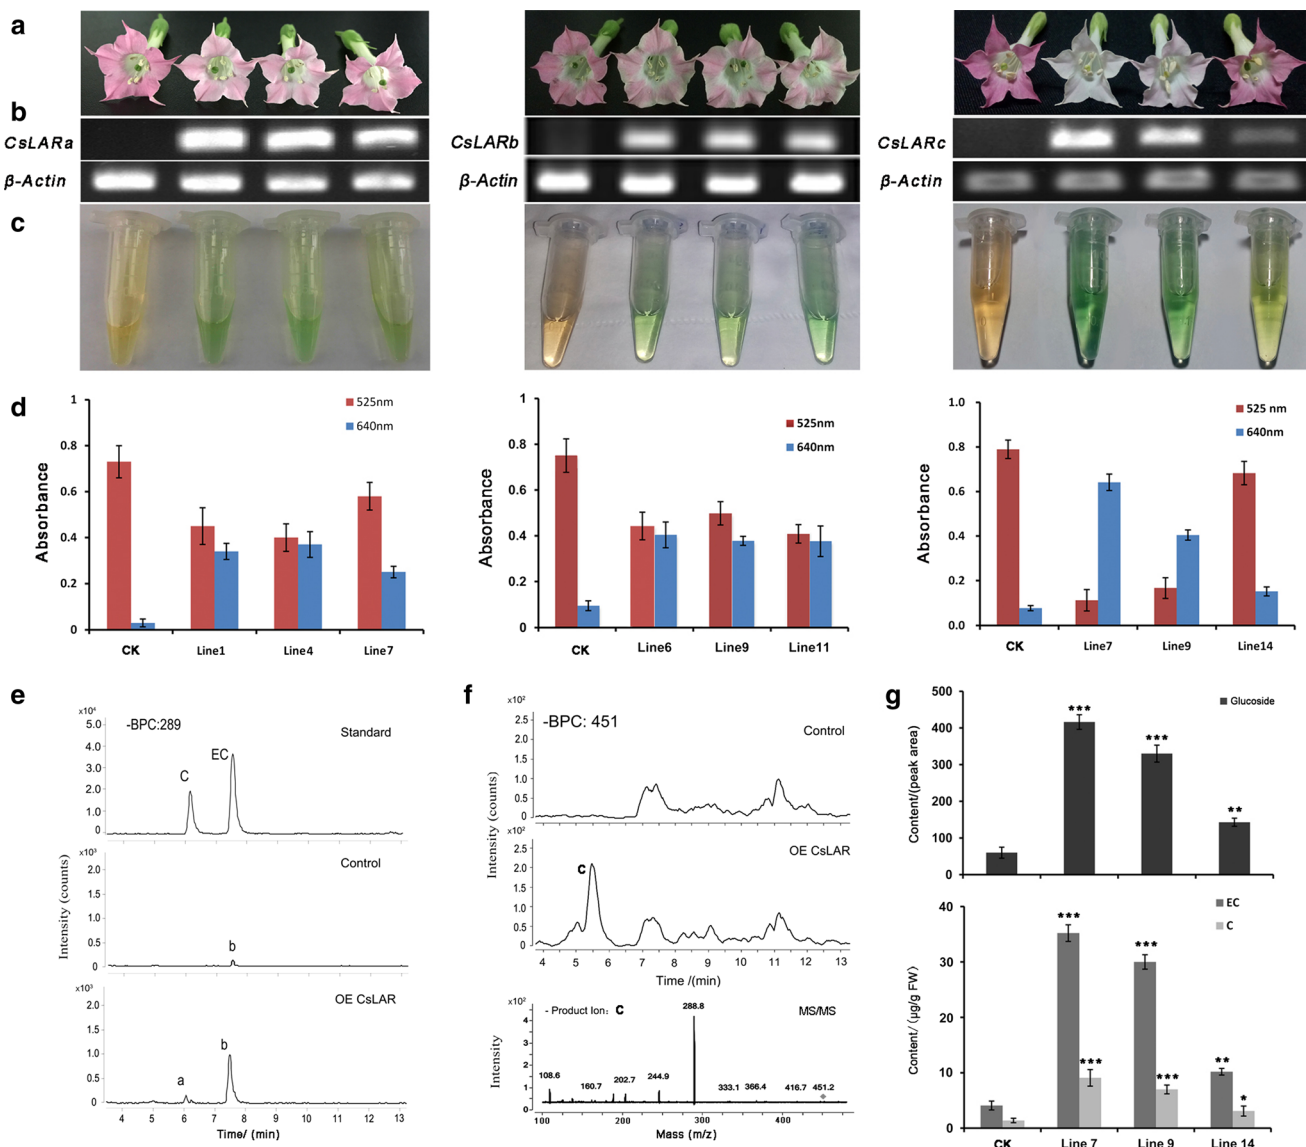 a
b
CsLARa
β-Actin
CsLARb
β-Actin
CsLARc
β-Actin
c
d
Absorbance
1
0.8
0.6
0.4
0.2
0
525nm
640nm
CK Line1 Line4 Line7
Absorbance
1
0.8
0.6
0.4
0.2
0
525nm
640nm
CK Line6 Line9 Line11
Absorbance
1.0
0.8
0.6
0.4
0.2
0.0
525 nm
640nm
CK Line7 Line9 Line14
e
x10⁴
-BPC:289
Standard
5.0
4.0
3.0
2.0
1.0
0
C
EC
Intensity (counts)
x10³
Control
2.0
1.5
1.0
0.5
0
b
x10³
OE CsLAR
2.0
1.5
1.0
0.5
0
a
b
4 5 6 7 8 9 10 11 12 13
Time/ (min)
f
x10²
-BPC: 451
Control
2.5
2.0
1.5
1.0
0.5
0
Intensity (counts)
x10²
OE CsLAR
2.5
2.0
1.5
1.0
0.5
0
c
4 5 6 7 8 9 10 11 12 13
Time /(min)
x10²
- Product Ion: c
MS/MS
4
3
2
1
0
Intensity
108.6
160.7
202.7
244.9
288.8
333.1
366.4
416.7
451.2
100 200 300 400
Mass (m/z)
g
Glucoside
Content/(peak area)
500
400
300
200
100
0
***
***
**
EC
C
Content/ (µg/g FW)
40
30
20
10
0
***
***
***
***
**
*
CK Line 7 Line 9 Line 14